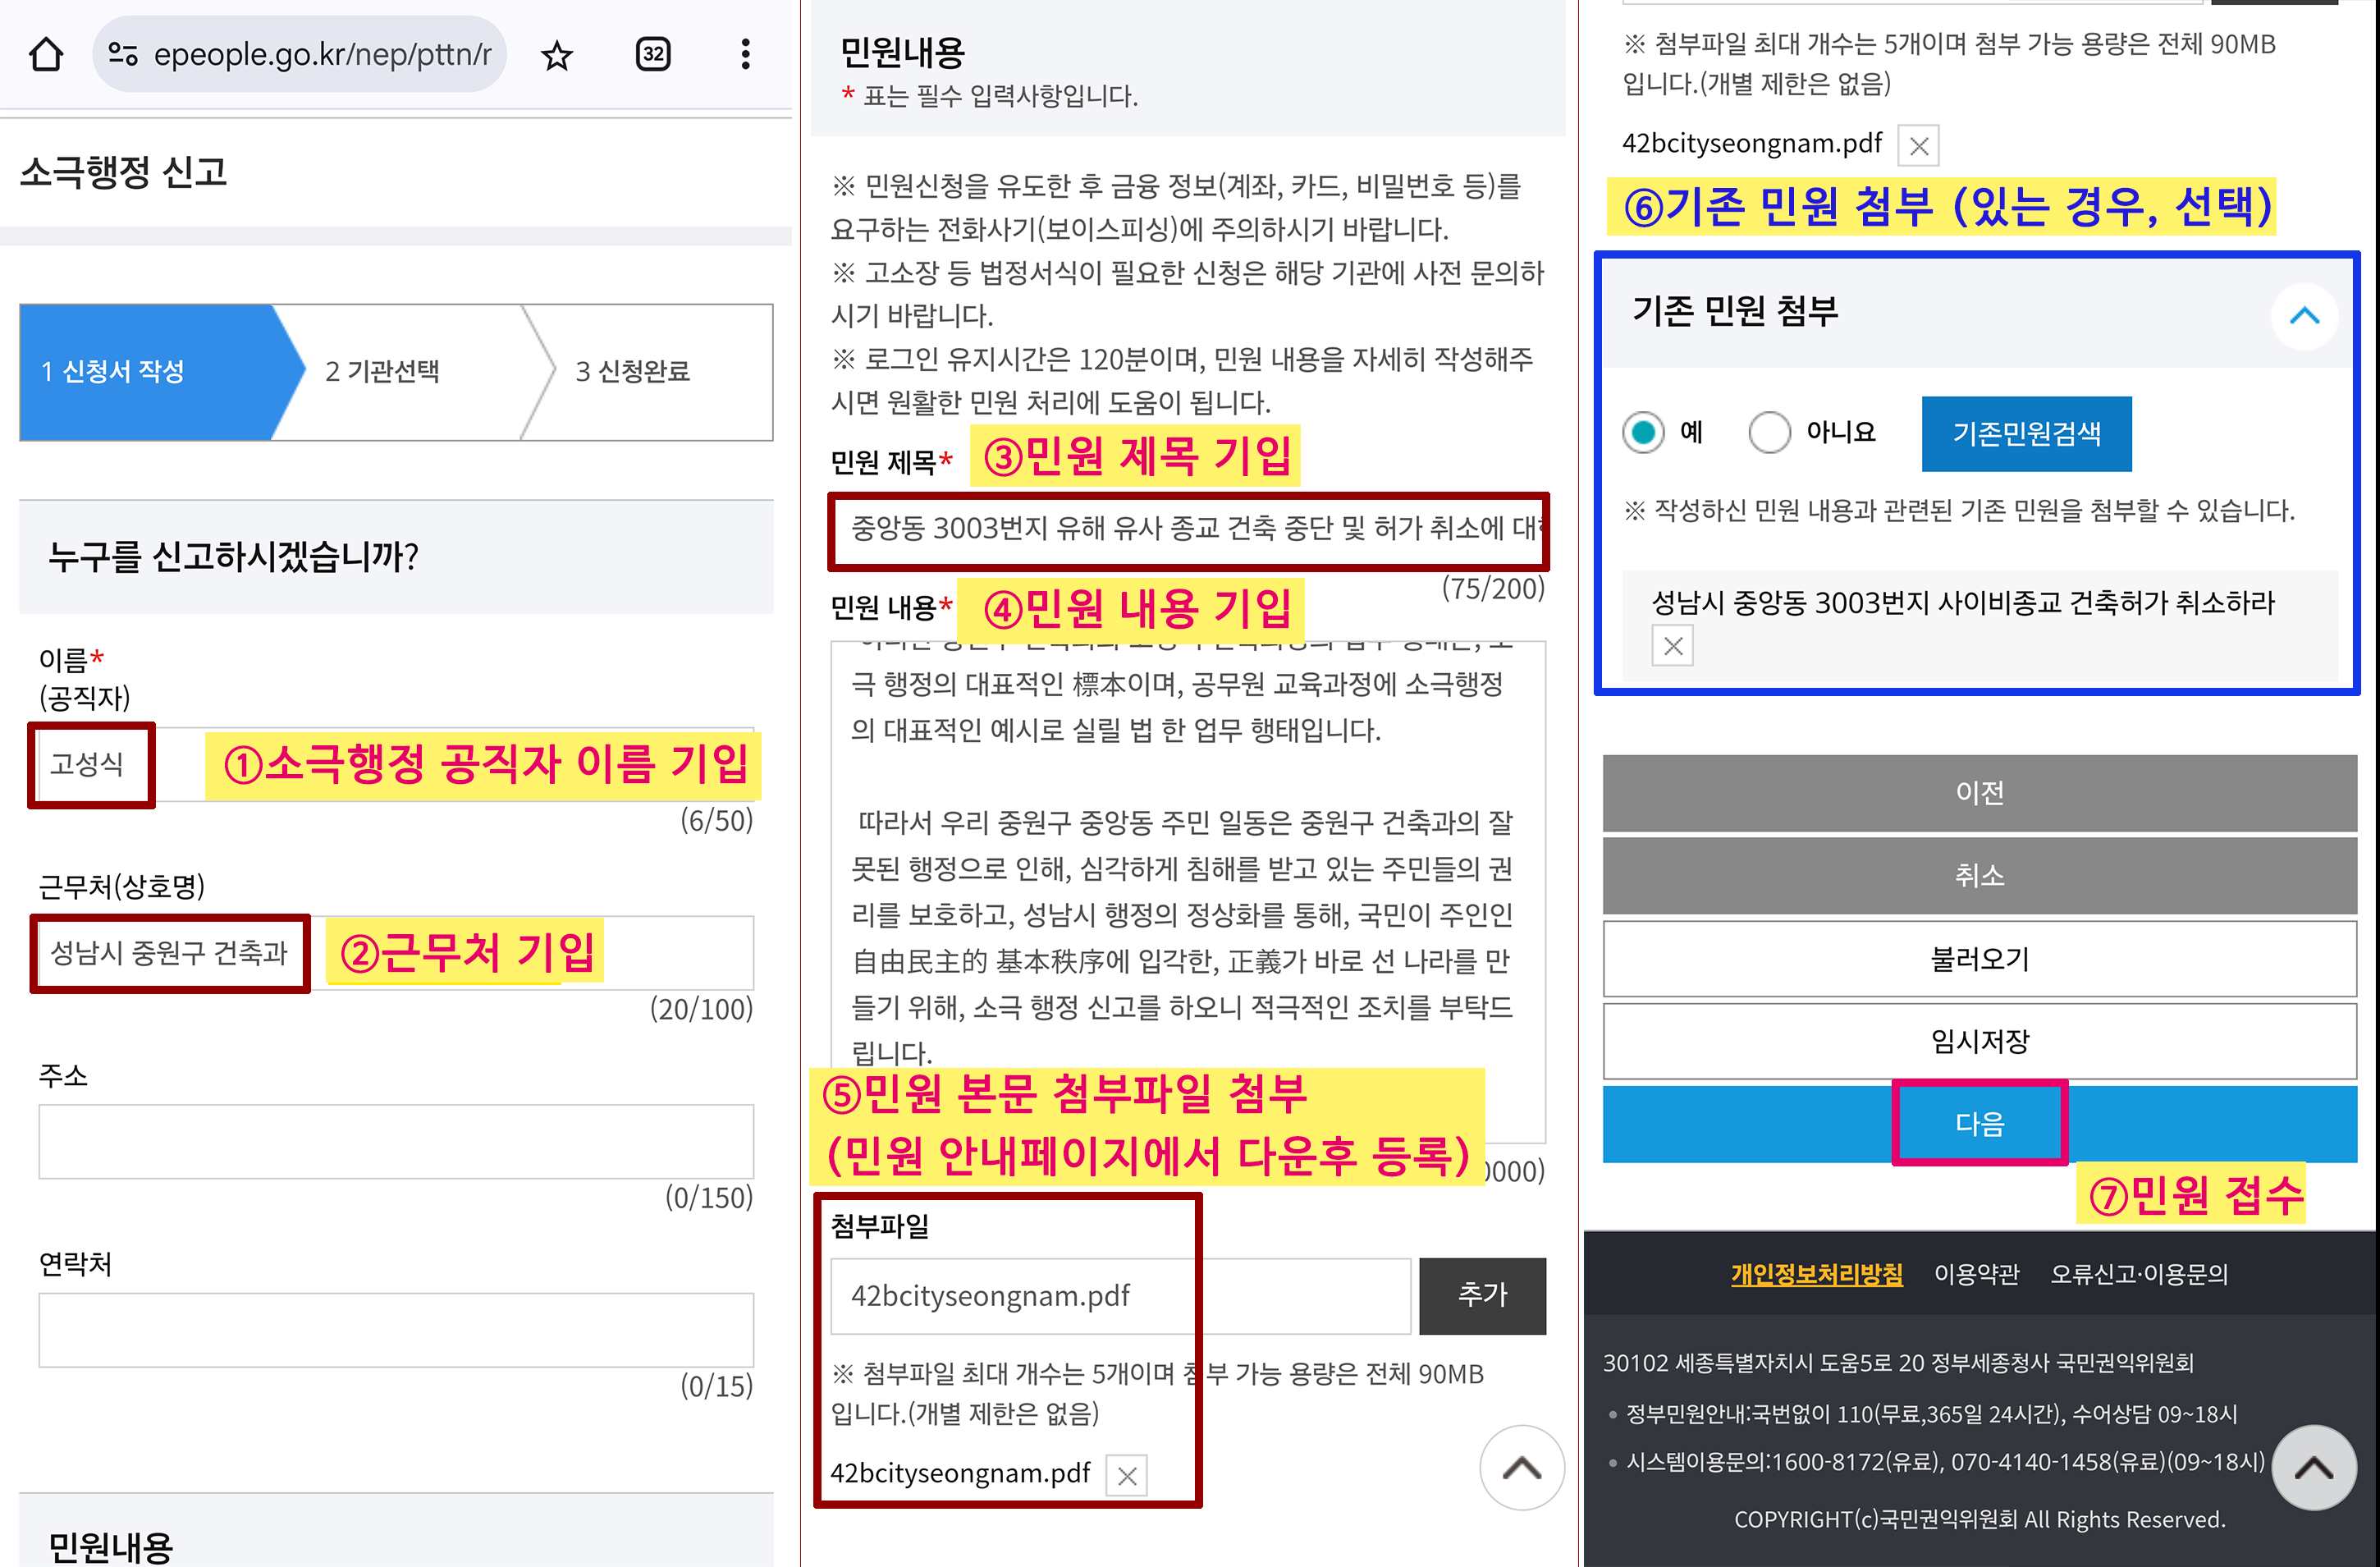 epeople.go.kr/nep/pttn/r
32
소극행정 신고
1 신청서 작성
2 기관선택
3 신청완료
누구를 신고하시겠습니까?
이름*
(공직자)
고성식
①소극행정 공직자 이름 기입
(6/50)
근무처(상호명)
성남시 중원구 건축과
②근무처 기입
(20/100)
주소
(0/150)
연락처
(0/15)
민원내용
민원내용
* 표는 필수 입력사항입니다.
※ 민원신청을 유도한 후 금융 정보(계좌, 카드, 비밀번호 등)를
요구하는 전화사기(보이스피싱)에 주의하시기 바랍니다.
※ 고소장 등 법정서식이 필요한 신청은 해당 기관에 사전 문의하
시기 바랍니다.
※ 로그인 유지시간은 120분이며, 민원 내용을 자세히 작성해주
시면 원활한 민원 처리에 도움이 됩니다.
민원 제목*
③민원 제목 기입
중앙동 3003번지 유해 유사 종교 건축 중단 및 허가 취소에 대
(75/200)
민원 내용*
④민원 내용 기입
극 행정의 대표적인 標本이며, 공무원 교육과정에 소극행정
의 대표적인 예시로 실릴 법 한 업무 행태입니다.
따라서 우리 중원구 중앙동 주민 일동은 중원구 건축과의 잘
못된 행정으로 인해, 심각하게 침해를 받고 있는 주민들의 권
리를 보호하고, 성남시 행정의 정상화를 통해, 국민이 주인인
自由民主的 基本秩序에 입각한, 正義가 바로 선 나라를 만
들기 위해, 소극 행정 신고를 하오니 적극적인 조치를 부탁드
립니다.
⑤민원 본문 첨부파일 첨부
(민원 안내페이지에서 다운후 등록)
0000)
첨부파일
42bcityseongnam.pdf
추가
※ 첨부파일 최대 개수는 5개이며 첨부 가능 용량은 전체 90MB
입니다.(개별 제한은 없음)
42bcityseongnam.pdf
※ 첨부파일 최대 개수는 5개이며 첨부 가능 용량은 전체 90MB
입니다.(개별 제한은 없음)
42bcityseongnam.pdf
⑥기존 민원 첨부 (있는 경우, 선택)
기존 민원 첨부
예
아니요
기존민원검색
※ 작성하신 민원 내용과 관련된 기존 민원을 첨부할 수 있습니다.
성남시 중앙동 3003번지 사이비종교 건축허가 취소하라
이전
취소
불러오기
임시저장
다음
⑦민원 접수
개인정보처리방침 이용약관 오류신고·이용문의
30102 세종특별자치시 도움5로 20 정부세종청사 국민권익위원회
• 정부민원안내:국번없이 110(무료,365일 24시간), 수어상담 09~18시
• 시스템이용문의:1600-8172(유료), 070-4140-1458(유료)(09~18시)
COPYRIGHT(c)국민권익위원회 All Rights Reserved.